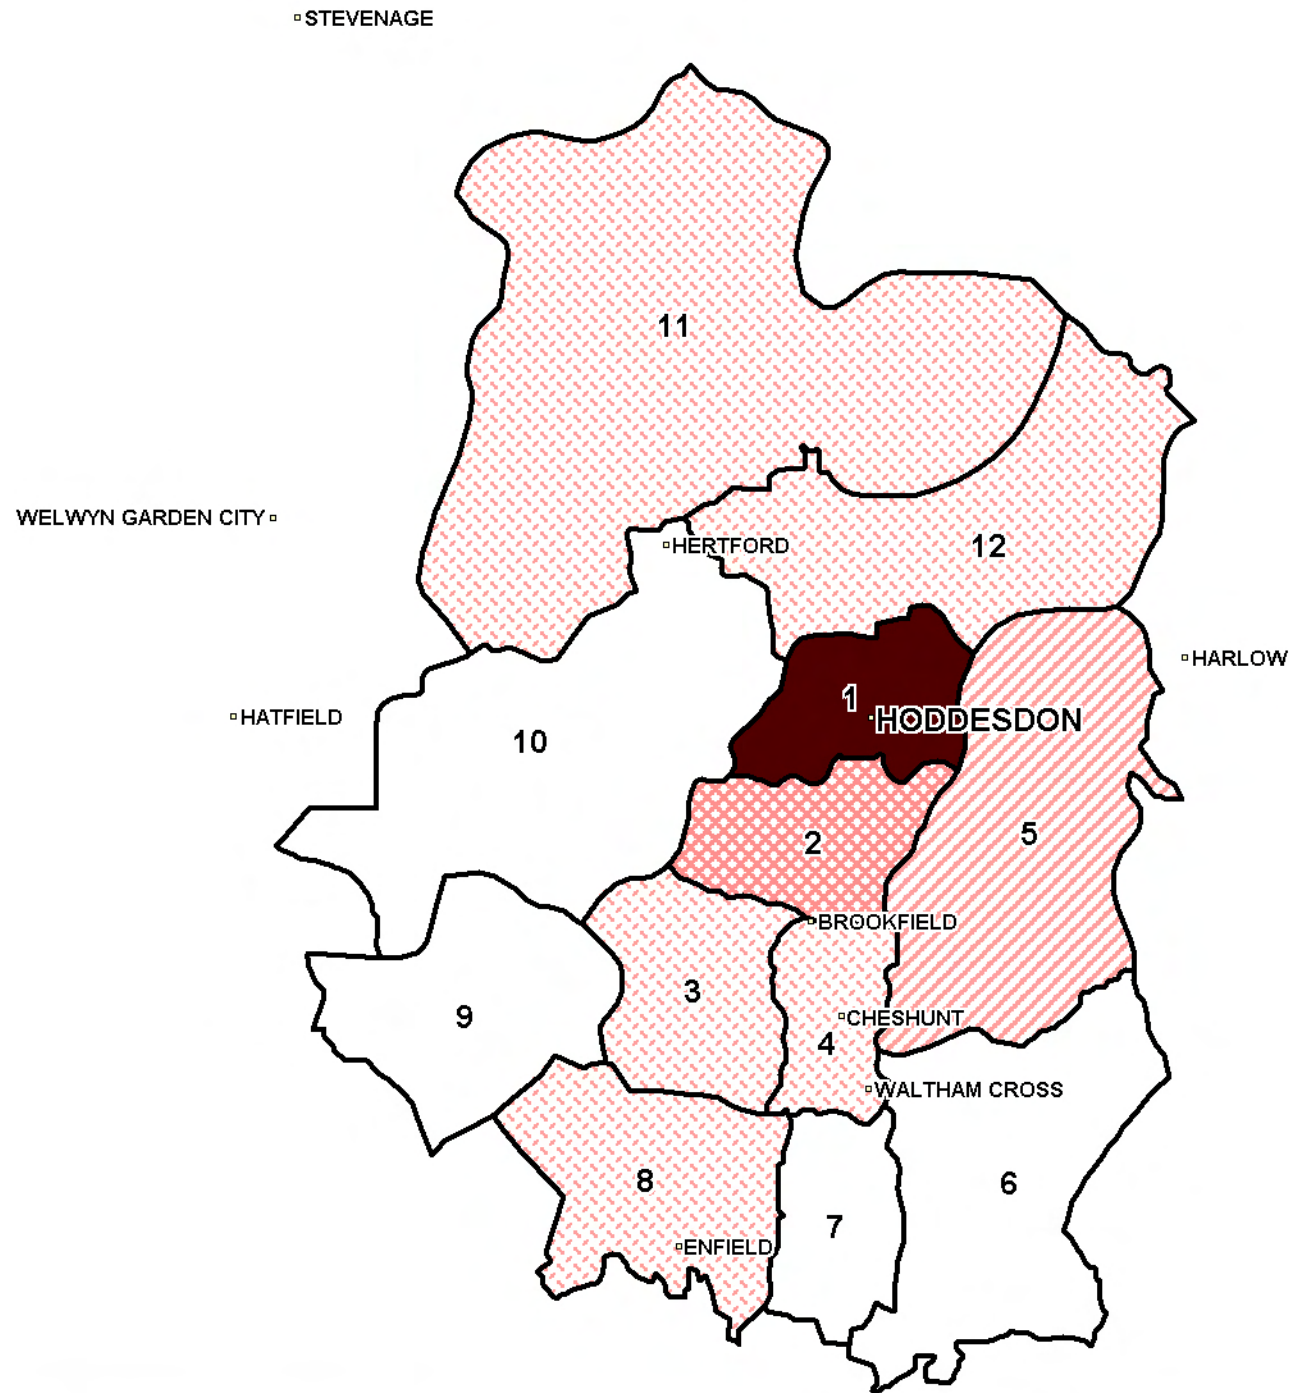 STEVENAGE
11
WELWYN GARDEN CITY
HERTFORD
12
HARLOW
1
HATFIELD
HODDESDON
10
5
2
BROOKFIELD
3
9
CHESHUNT
4
WALTHAM CROSS
8
6
7
ENFIELD